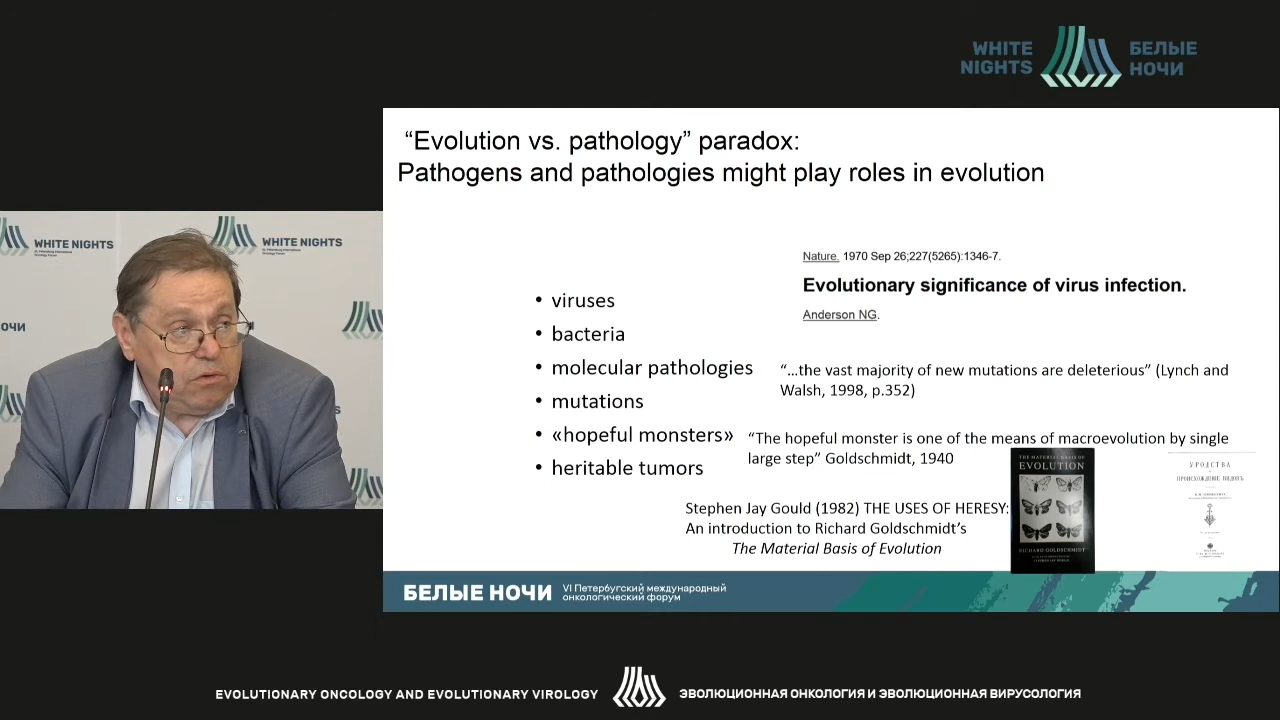 WHITE
NIGHTS
БЕЛЫЕ
НОЧИ
“Evolution vs. pathology” paradox:
Pathogens and pathologies might play roles in evolution
Nature. 1970 Sep 26;227(5265):1346-7.
Evolutionary significance of virus infection.
Anderson NG.
• viruses
• bacteria
• molecular pathologies
• mutations
• «hopeful monsters»
• heritable tumors
“…the vast majority of new mutations are deleterious” (Lynch and
Walsh, 1998, p.352)
“The hopeful monster is one of the means of macroevolution by single
large step” Goldschmidt, 1940
Stephen Jay Gould (1982) THE USES OF HERESY:
An introduction to Richard Goldschmidt’s
The Material Basis of Evolution
THE MATERIAL BASIS OF
EVOLUTION
RICHARD GOLDSCHMIDT
УРОДСТВА
ПРОИСХОЖДЕНИЕ ВИДОВЪ
WHITE NIGHTS
WHITE NIGHTS
ОЧИ
БЕЛЫЕ НОЧИ
VI Петербугский международный
онкологический форум
EVOLUTIONARY ONCOLOGY AND EVOLUTIONARY VIROLOGY
ЭВОЛЮЦИОННАЯ ОНКОЛОГИЯ И ЭВОЛЮЦИОННАЯ ВИРУСОЛОГИЯ